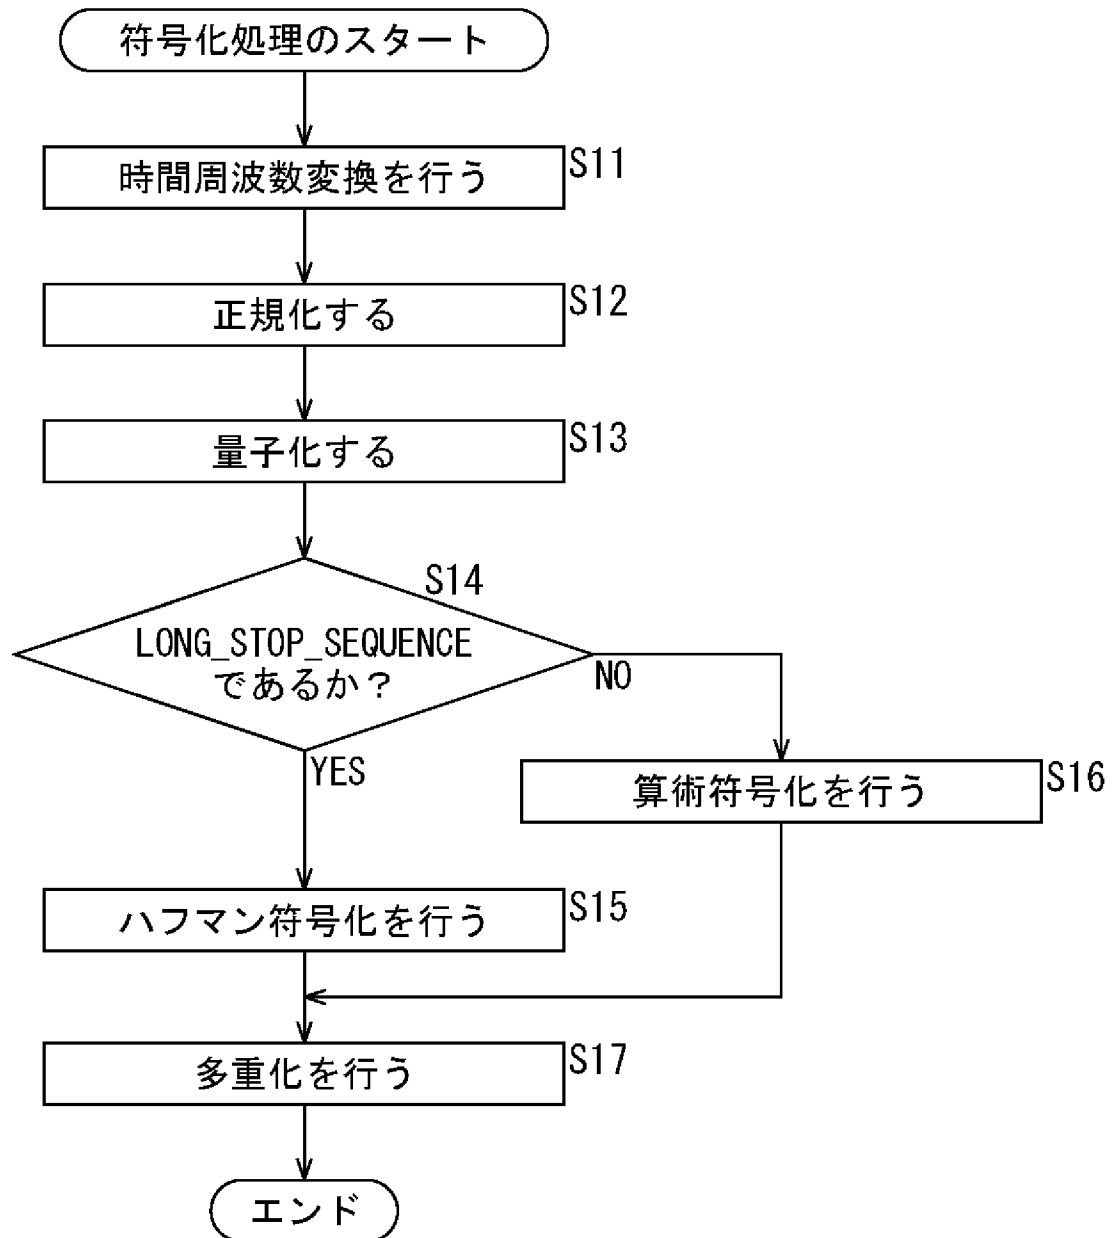 符号化処理のスタート
時間周波数変換を行う
S11
正規化する
S12
量子化する
S13
S14
LONG_STOP_SEQUENCE
であるか？
NO
YES
算術符号化を行う
S16
ハフマン符号化を行う
S15
多重化を行う
S17
エンド